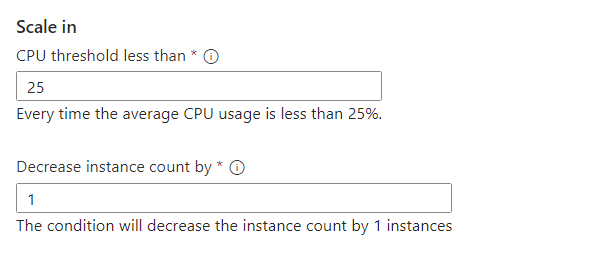 Scale in
CPU threshold less than *
25
Every time the average CPU usage is less than 25%.
Decrease instance count by *
1
The condition will decrease the instance count by 1 instances